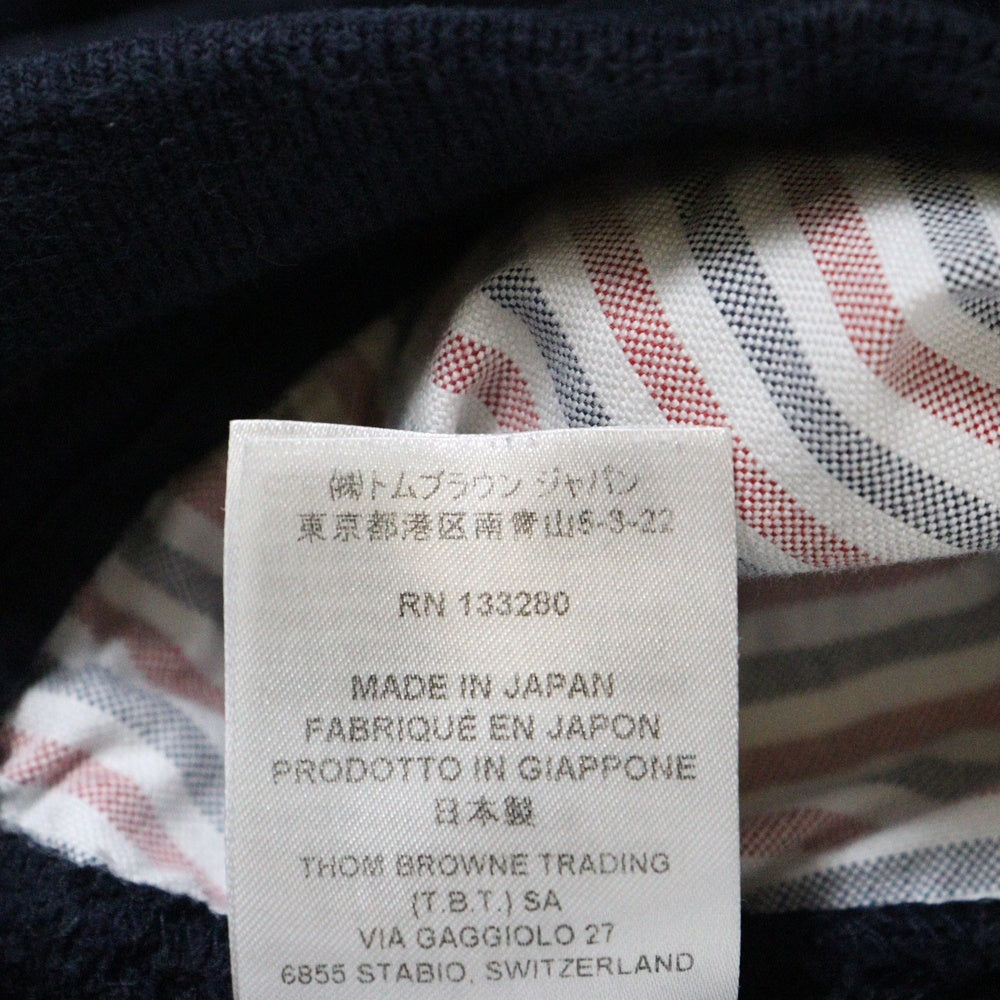 ㈱トムブラウン ジャパン
東京都港区南青山6-3-22
RN 133280
MADE IN JAPAN
FABRIQUÉ EN JAPON
PRODOTTO IN GIAPPONE
日本製
THOM BROWNE TRADING
(T.B.T.) SA
VIA GAGGIOLO 27
6855 STABIO, SWITZERLAND